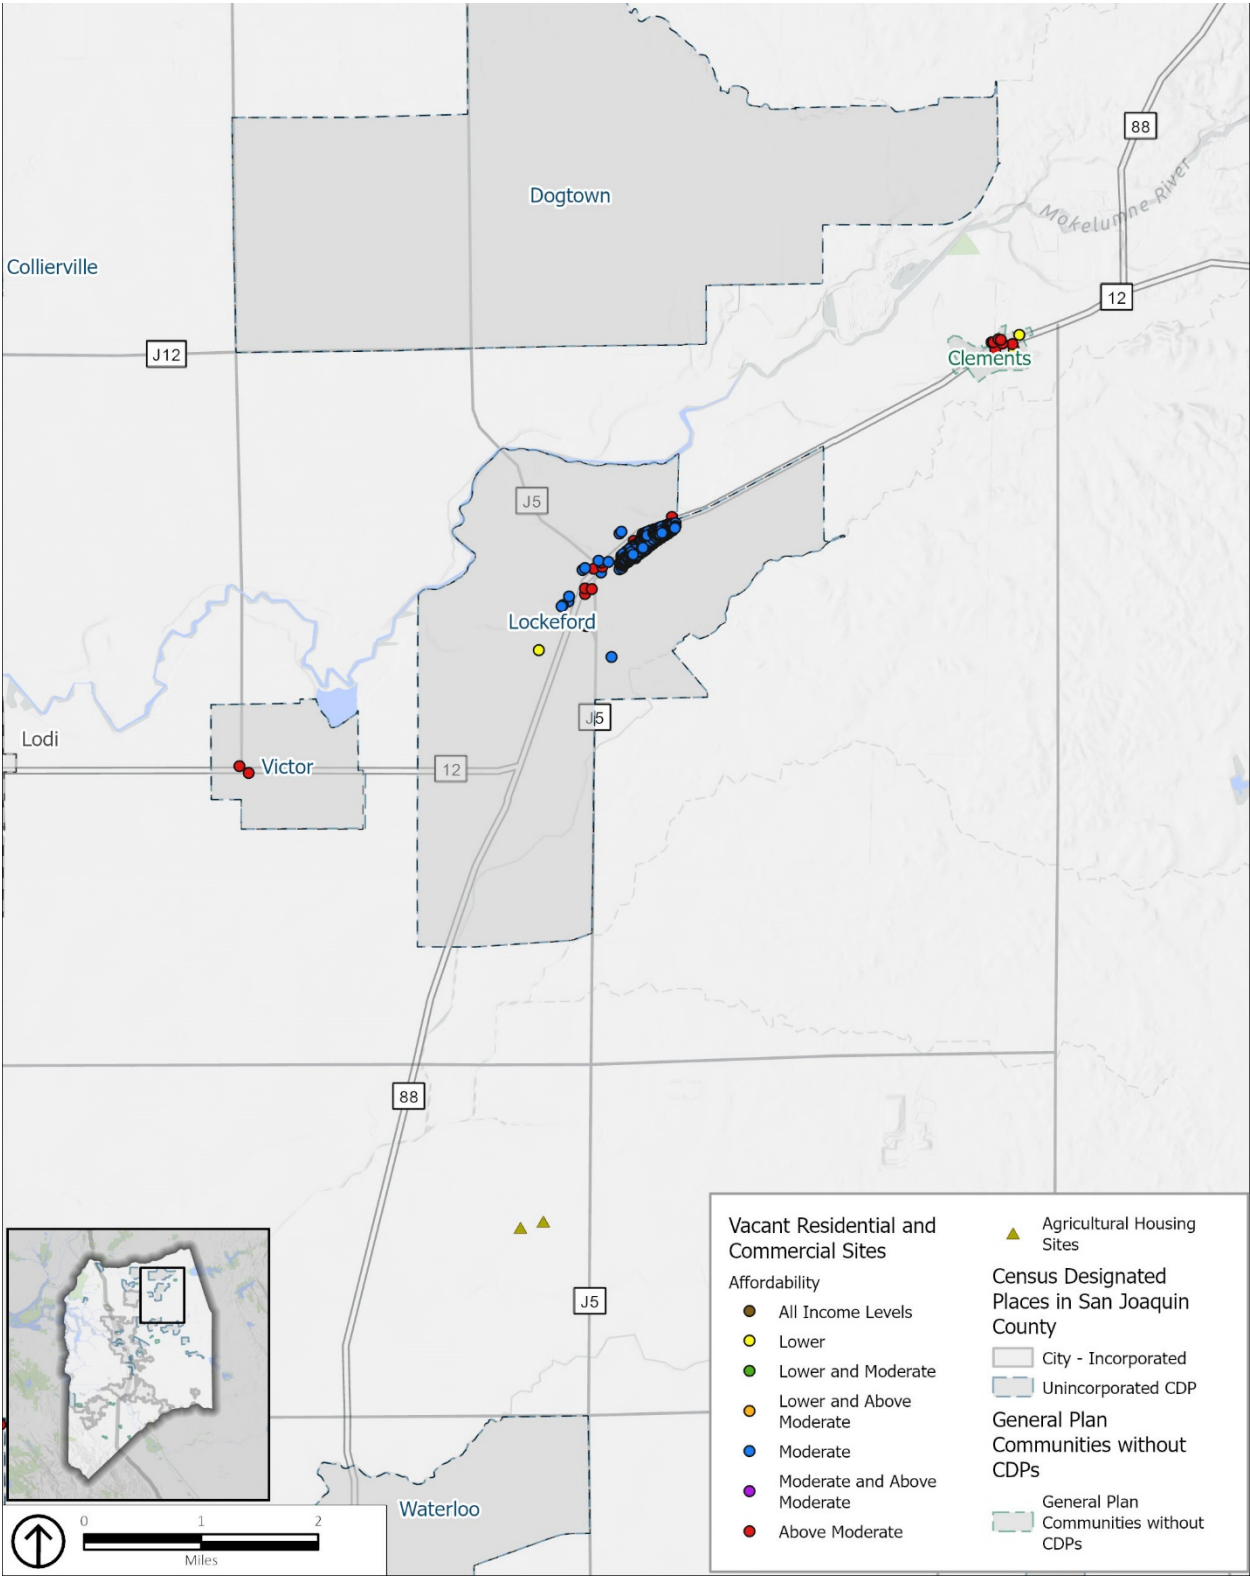 88
Mokelumne River
Dogtown
Collierville
12
J12
Clements
J5
Lockeford
J5
Lodi
Victor
12
88
J5
Waterloo
0 1 2
Miles
Vacant Residential and
Commercial Sites
Affordability
All Income Levels
Lower
Lower and Moderate
Lower and Above
Moderate
Moderate
Moderate and Above
Moderate
Above Moderate
Agricultural Housing
Sites
Census Designated
Places in San Joaquin
County
City - Incorporated
Unincorporated CDP
General Plan
Communities without
CDPs
General Plan
Communities without
CDPs